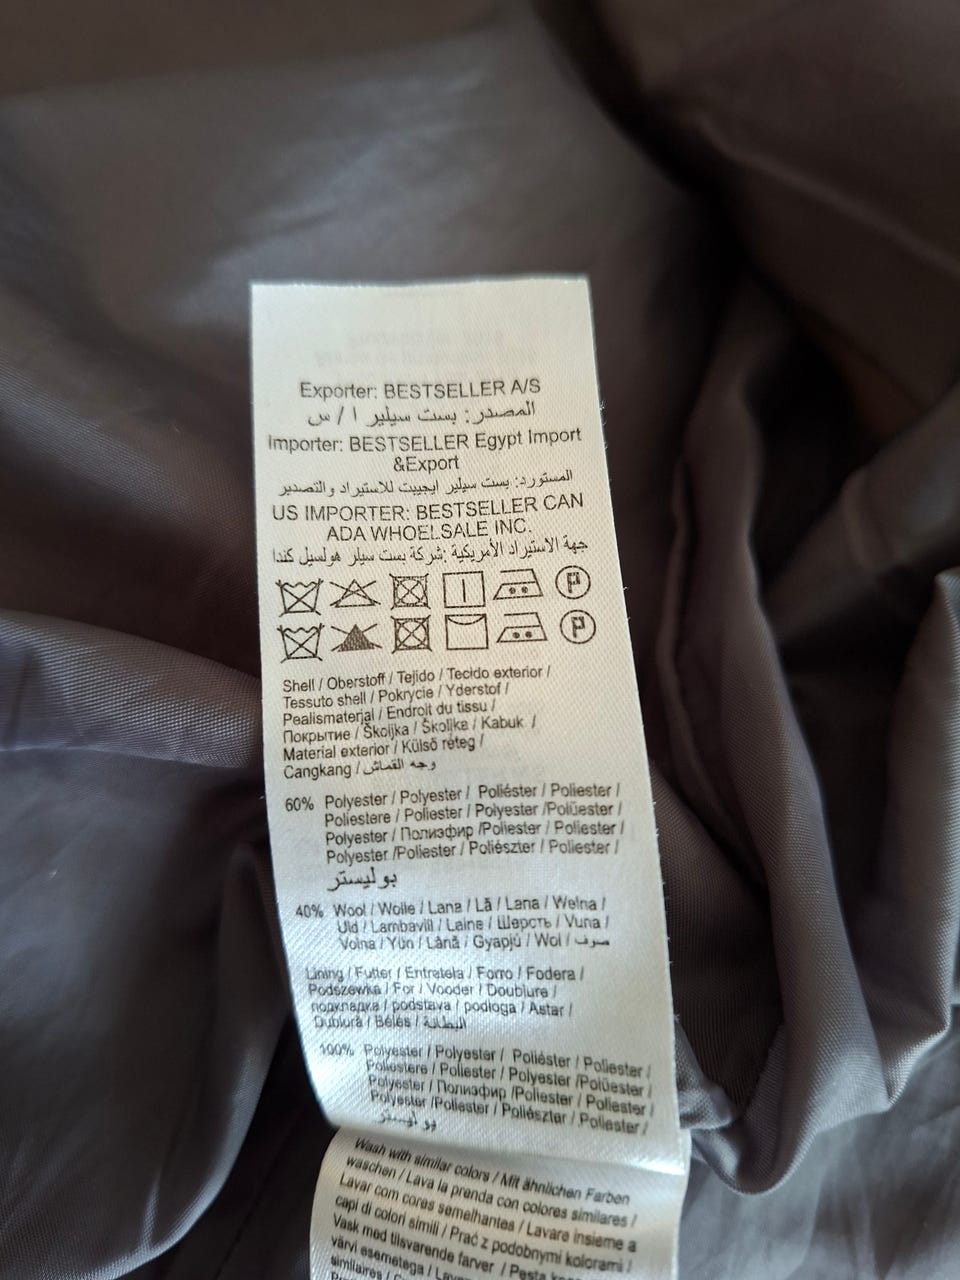 Exporter: BESTSELLER A/S
المصدر: بست سيلير ا / س
Importer: BESTSELLER Egypt Import
&Export
المستورد: بست سيلير ايجيبت للاستيراد والتصدير
US IMPORTER: BESTSELLER CAN
ADA WHOELSALE INC.
جهة الاستيراد الأمريكية :شركة بست سيلر هولسيل كندا
P
P
Shell / Oberstoff / Tejido / Tecido exterior /
Tessuto shell / Pokrycie / Yderstof /
Pealismaterjal / Endroit du tissu /
Покрытие / Školjka / Školjka / Kabuk /
Material exterior / Külső réteg /
Cangkang / وجه القماش
60% Polyester / Polyester / Poliéster / Poliester /
Poliestere / Poliester / Polyester /Polüester /
Polyester / Полиэфир /Poliester / Poliester /
Polyester /Poliester / Poliészter / Poliester /
بوليستر
40% Wool / Wolle / Lana / Lã / Lana / Wełna /
Uld / Lambavill / Laine / Шерсть / Vuna /
Volna / Yün / Lână / Gyapjú / Wol / صوف
Lining / Futter / Entretela / Forro / Fodera /
Podszewka / For / Vooder / Doublure /
подкладка / podstava / podloga / Astar /
Dublură / Bélés / البطانة
100% Polyester / Polyester / Poliéster / Poliester /
Poliestere / Poliester / Polyester /Polüester /
Polyester / Полиэфир /Poliester / Poliester /
Polyester /Poliester / Poliészter / Poliester /
بوليستر
Wash with similar colors / Mit ähnlichen Farben
waschen / Lava la prenda con colores similares /
Lavar com cores semelhantes / Lavare insieme a
capi di colori simili / Prać z podobnymi kolorami /
Vask med tilsvarende farver / Pesta
värvi esemetega /
similaires /